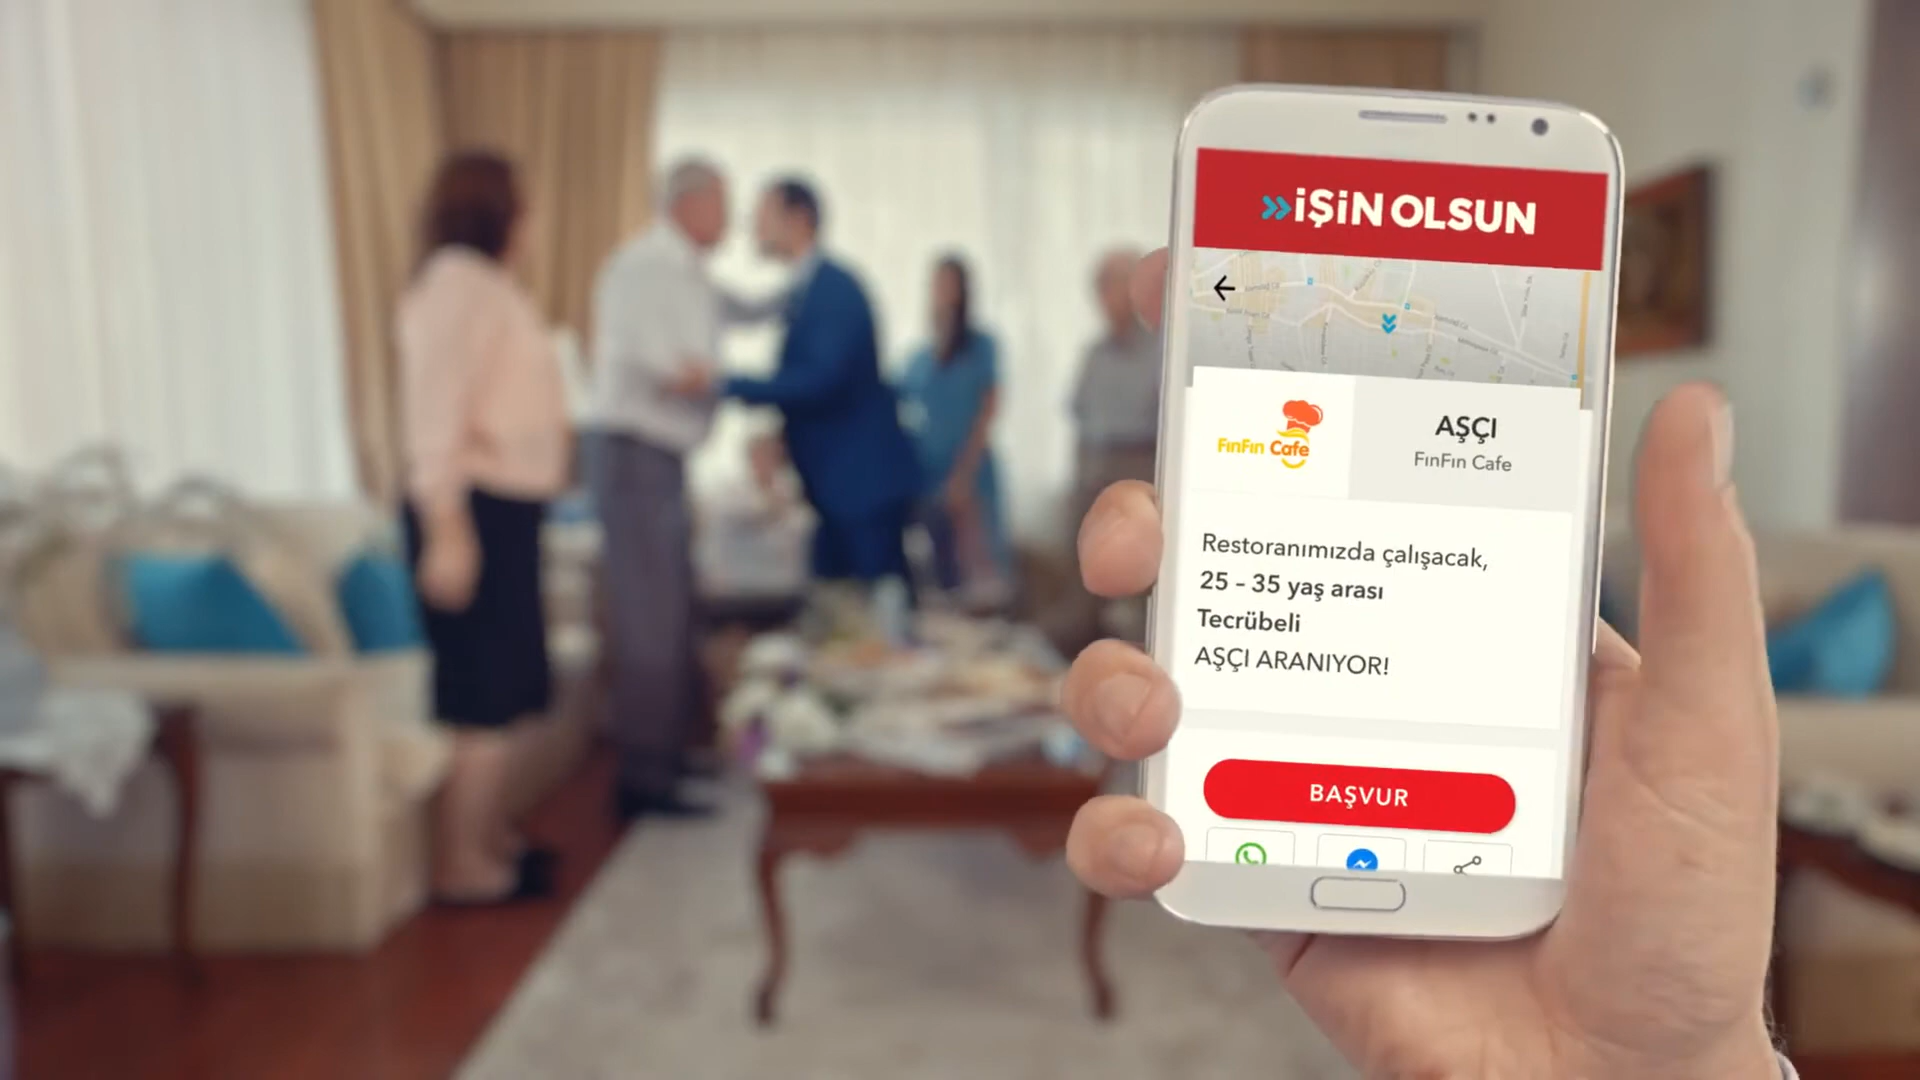 İŞİN OLSUN
FınFın Cafe
AŞÇI
FınFın Cafe
Restoranımızda çalışacak,
25 – 35 yaş arası
Tecrübeli
AŞÇI ARANIYOR!
BAŞVUR